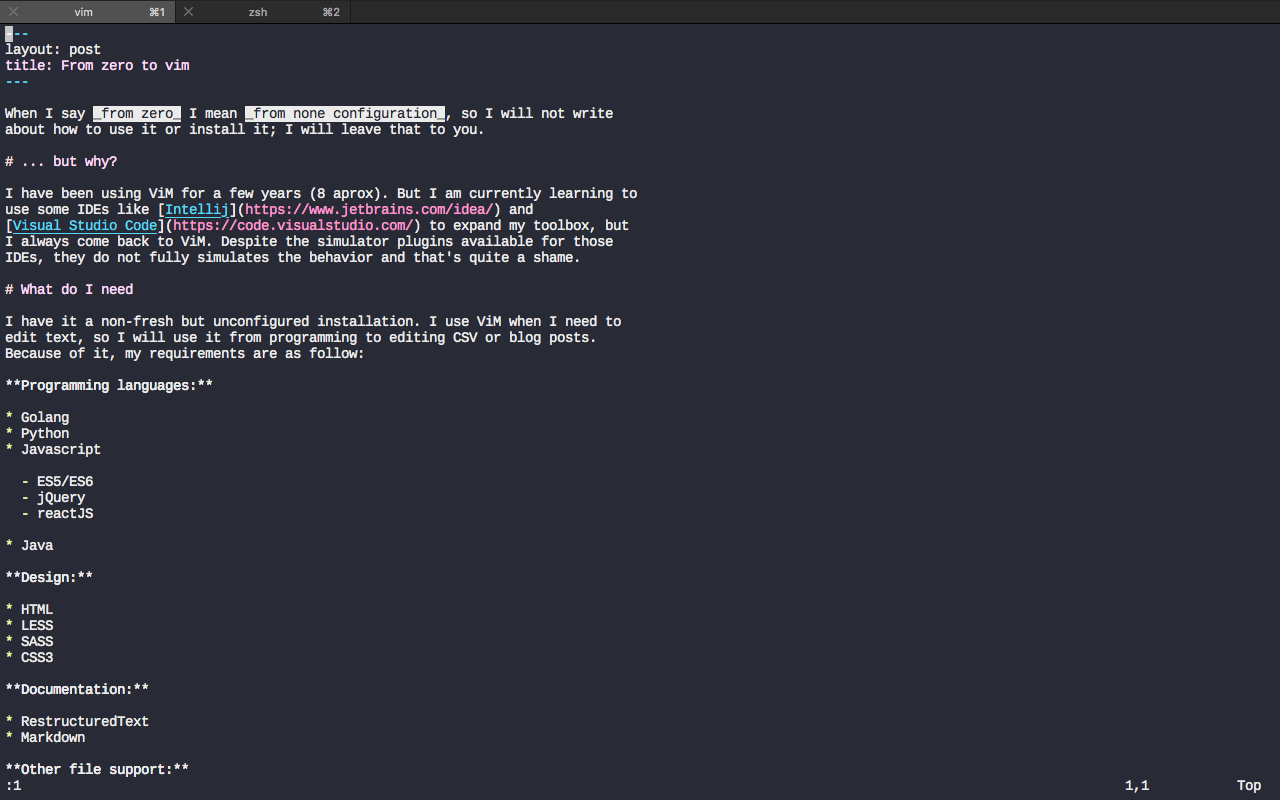 vim ⌘1 zsh ⌘2
---
layout: post
title: From zero to vim
---
When I say _from zero_ I mean _from none configuration_, so I will not write
about how to use it or install it; I will leave that to you.
# ... but why?
I have been using ViM for a few years (8 aprox). But I am currently learning to
use some IDEs like [Intellij](https://www.jetbrains.com/idea/) and
[Visual Studio Code](https://code.visualstudio.com/) to expand my toolbox, but
I always come back to ViM. Despite the simulator plugins available for those
IDEs, they do not fully simulates the behavior and that's quite a shame.
# What do I need
I have it a non-fresh but unconfigured installation. I use ViM when I need to
edit text, so I will use it from programming to editing CSV or blog posts.
Because of it, my requirements are as follow:
**Programming languages:**
* Golang
* Python
* Javascript
  - ES5/ES6
  - jQuery
  - reactJS
* Java
**Design:**
* HTML
* LESS
* SASS
* CSS3
**Documentation:**
* RestructuredText
* Markdown
**Other file support:**
:1 1,1 Top